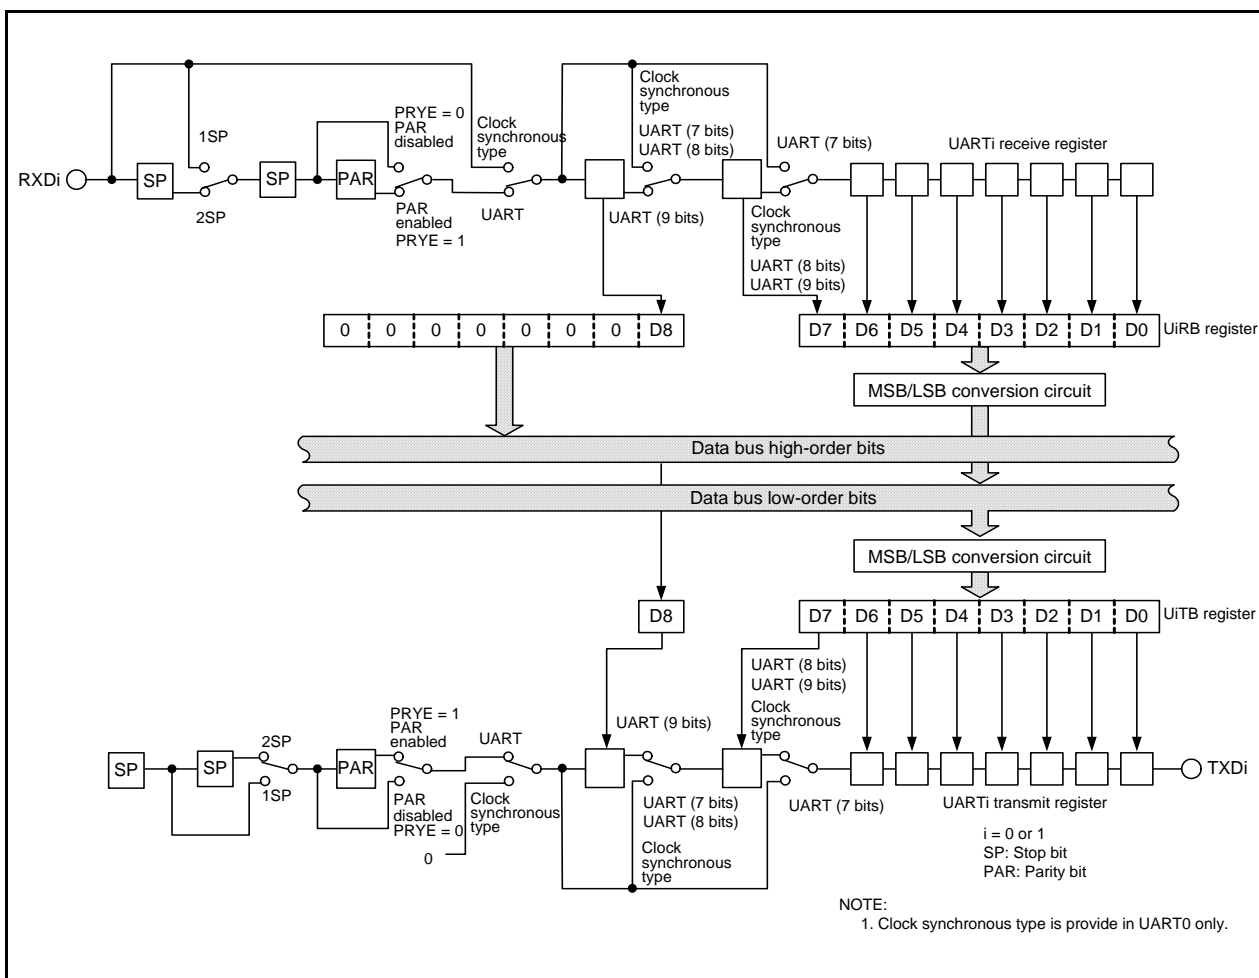 Clock
synchronous
type
PRYE = 0
PAR
disabled
Clock
synchronous
type
1SP
UART (7 bits)
UART (8 bits)
UART (7 bits)
UARTi receive register
RXDi
SP
SP
PAR
2SP
PAR
enabled
PRYE = 1
UART
UART (9 bits)
Clock
synchronous
type
UART (8 bits)
UART (9 bits)
0 0 0 0 0 0 0 D8
D7 D6 D5 D4 D3 D2 D1 D0
UiRB register
MSB/LSB conversion circuit
Data bus high-order bits
Data bus low-order bits
MSB/LSB conversion circuit
D8
D7 D6 D5 D4 D3 D2 D1 D0
UiTB register
UART (8 bits)
UART (9 bits)
Clock
synchronous
type
PRYE = 1
PAR
enabled
UART (9 bits)
2SP
UART
SP
SP
PAR
TXDi
1SP
PAR
disabled
PRYE = 0
0
Clock
synchronous
type
UART (7 bits)
UART (8 bits)
Clock
synchronous
type
UART (7 bits)
UARTi transmit register
i = 0 or 1
SP: Stop bit
PAR: Parity bit
NOTE:
1. Clock synchronous type is provide in UART0 only.